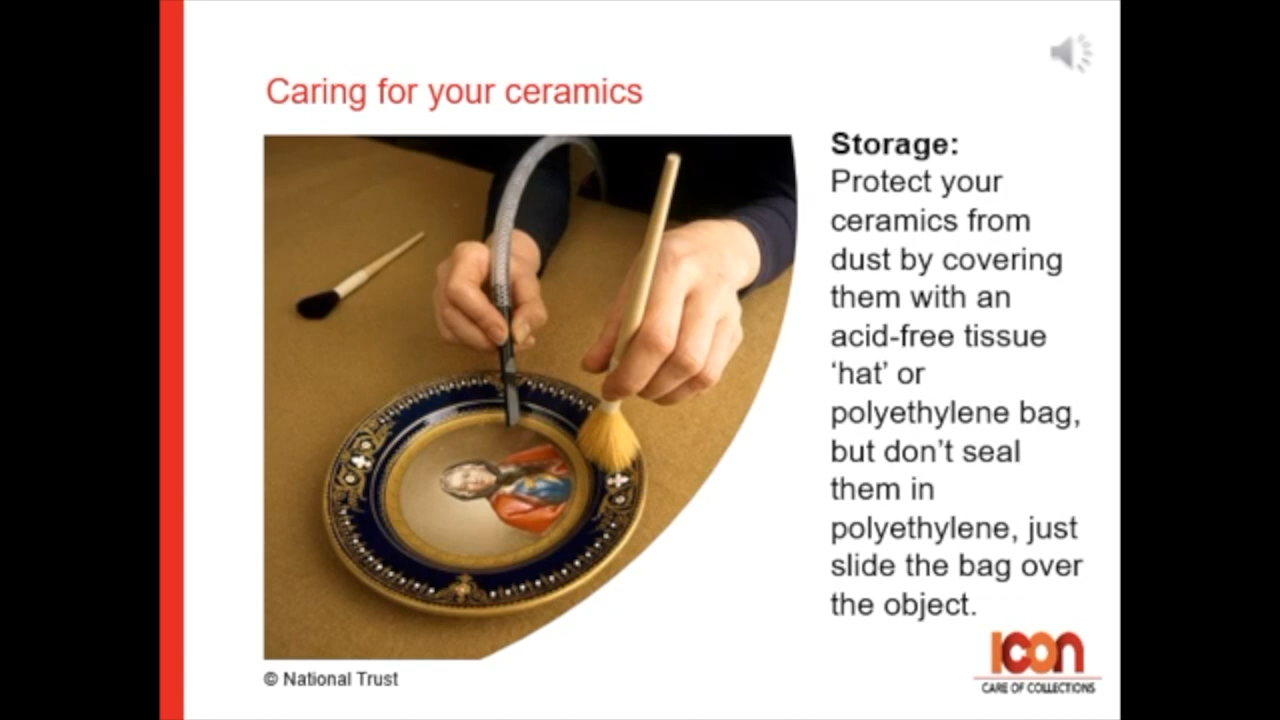 Caring for your ceramics
Storage:
Protect your
ceramics from
dust by covering
them with an
acid-free tissue
‘hat’ or
polyethylene bag,
but don’t seal
them in
polyethylene, just
slide the bag over
the object.
© National Trust
icon
CARE OF COLLECTIONS